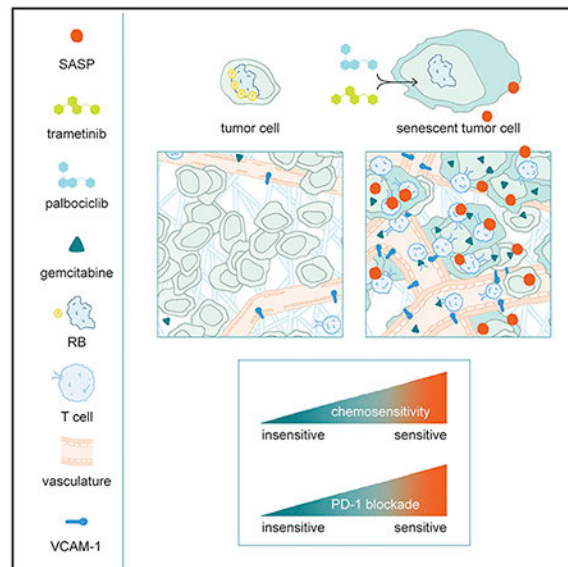 SASP
trametinib
palbociclib
gemcitabine
RB
T cell
vasculature
VCAM-1
tumor cell
senescent tumor cell
chemosensitivity
insensitive sensitive
PD-1 blockade
insensitive sensitive